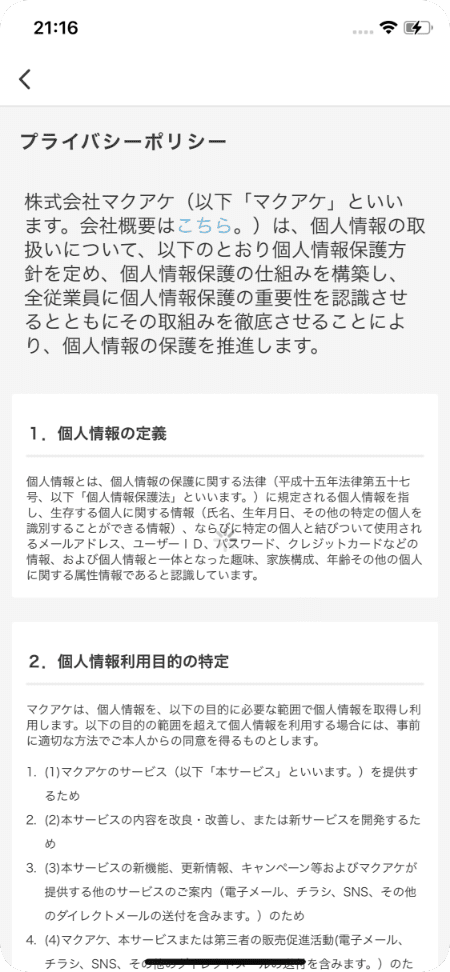 21:16
プライバシーポリシー
株式会社マクアケ（以下「マクアケ」といい
ます。会社概要はこちら。）は、個人情報の取
扱いについて、以下のとおり個人情報保護方
針を定め、個人情報保護の仕組みを構築し、
全従業員に個人情報保護の重要性を認識させ
るとともにその取組みを徹底させることによ
り、個人情報の保護を推進します。
１．個人情報の定義
個人情報とは、個人情報の保護に関する法律（平成十五年法律第五十七
号、以下「個人情報保護法」といいます。）に規定される個人情報を指
し、生存する個人に関する情報（氏名、生年月日、その他の特定の個人を
識別することができる情報）、ならびに特定の個人と結びついて使用され
るメールアドレス、ユーザーＩＤ、パスワード、クレジットカードなどの
情報、および個人情報と一体となった趣味、家族構成、年齢その他の個人
に関する属性情報であると認識しています。
２．個人情報利用目的の特定
マクアケは、個人情報を、以下の目的に必要な範囲で個人情報を取得し利
用します。以下の目的の範囲を超えて個人情報を利用する場合には、事前
に適切な方法でご本人からの同意を得るものとします。
1. (1)マクアケのサービス（以下「本サービス」といいます。）を提供す
るため
2. (2)本サービスの内容を改良・改善し、または新サービスを開発するた
め
3. (3)本サービスの新機能、更新情報、キャンペーン等およびマクアケが
提供する他のサービスのご案内（電子メール、チラシ、SNS、その他
のダイレクトメールの送付を含みます。）のため
4. (4)マクアケ、本サービスまたは第三者の販売促進活動(電子メール、
チラシ、SNS、その他のダイレクトメールの送付を含みます。）のた